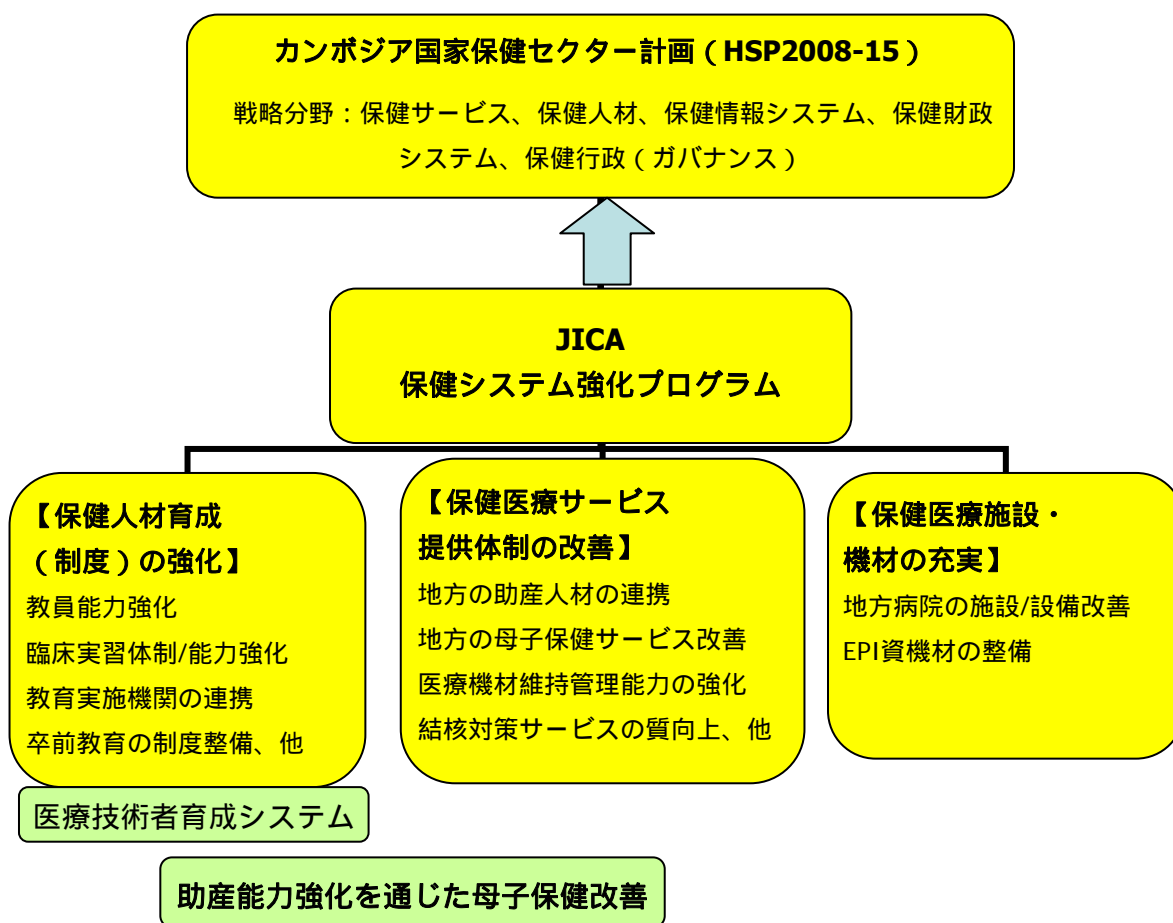 カンボジア国家保健セクター計画（HSP2008-15）
戦略分野：保健サービス、保健人材、保健情報システム、保健財政
システム、保健行政（ガバナンス）
JICA
保健システム強化プログラム
【保健人材育成
（制度）の強化】
教員能力強化
臨床実習体制/能力強化
教育実施機関の連携
卒前教育の制度整備、他
【保健医療サービス
提供体制の改善】
地方の助産人材の連携
地方の母子保健サービス改善
医療機材維持管理能力の強化
結核対策サービスの質向上、他
【保健医療施設・
機材の充実】
地方病院の施設/設備改善
EPI資機材の整備
医療技術者育成システム
助産能力強化を通じた母子保健改善